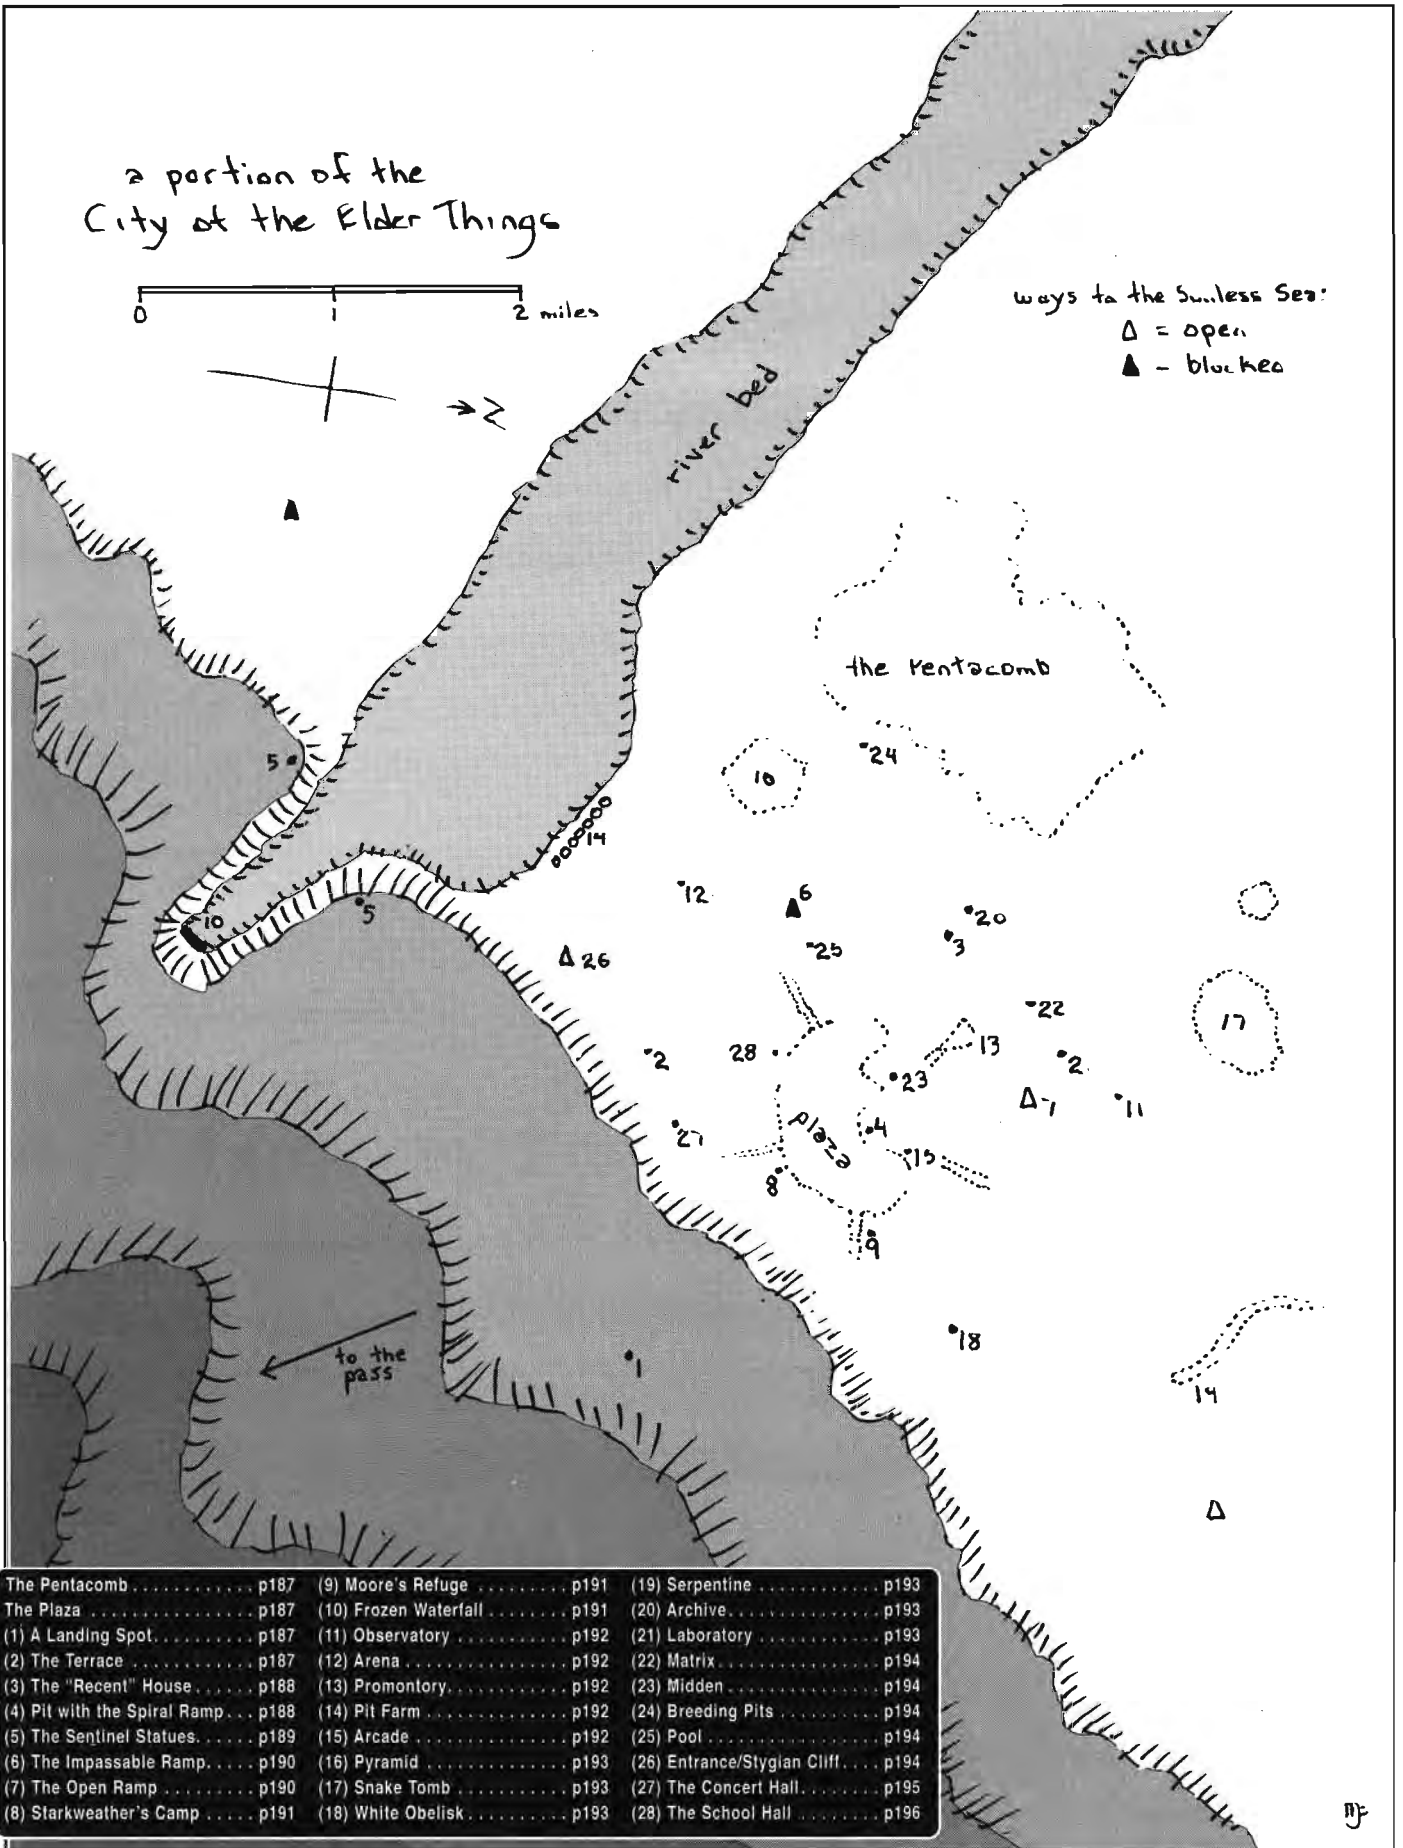 a portion of the
City of the Elder Things
0 1 2 miles
ways to the Sunless Sea:
Δ = open
▲ - blocked
→ N
river bed
the Pentacomb
5
10
24
14
12
6
20
3
10
5
25
26
22
17
28
13
2
2
23
7
11
27
plaza
4
15
8
9
18
to the
pass
1
14
The Pentacomb . . . . . . . . . . . . p187
The Plaza . . . . . . . . . . . . . . . p187
(1) A Landing Spot. . . . . . . . . . p187
(2) The Terrace . . . . . . . . . . . . p187
(3) The "Recent" House . . . . . . p188
(4) Pit with the Spiral Ramp . . . p188
(5) The Sentinel Statues. . . . . . p189
(6) The Impassable Ramp. . . . . p190
(7) The Open Ramp . . . . . . . . . p190
(8) Starkweather's Camp . . . . . p191
(9) Moore's Refuge . . . . . . . . . p191
(10) Frozen Waterfall . . . . . . . . p191
(11) Observatory . . . . . . . . . . . p192
(12) Arena . . . . . . . . . . . . . . . . p192
(13) Promontory. . . . . . . . . . . . p192
(14) Pit Farm . . . . . . . . . . . . . . p192
(15) Arcade . . . . . . . . . . . . . . . p192
(16) Pyramid . . . . . . . . . . . . . . p193
(17) Snake Tomb . . . . . . . . . . . p193
(18) White Obelisk. . . . . . . . . . p193
(19) Serpentine . . . . . . . . . . . . p193
(20) Archive. . . . . . . . . . . . . . . p193
(21) Laboratory . . . . . . . . . . . . p193
(22) Matrix. . . . . . . . . . . . . . . . p194
(23) Midden . . . . . . . . . . . . . . . p194
(24) Breeding Pits . . . . . . . . . . p194
(25) Pool . . . . . . . . . . . . . . . . . p194
(26) Entrance/Stygian Cliff. . . . p194
(27) The Concert Hall. . . . . . . . p195
(28) The School Hall . . . . . . . . p196